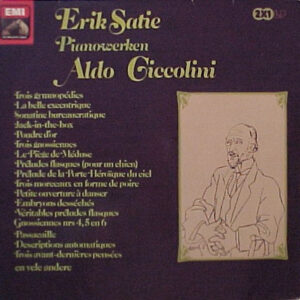 EMI
Erik Satie
Pianowerken
Aldo Ciccolini
2x1 LP
Trois gymnopédies
La belle excentrique
Sonatine bureaucratique
Jack-in-the-box
Poudre d'or
Trois gnossiennes
Le Piège de Méduse
Préludes flasques (pour un chien)
Prélude de la Porte Héroïque du ciel
Trois morceaux en forme de poire
Petite ouverture à danser
Embryons desséchés
Véritables préludes flasques
Gnossiennes nrs 4, 5 en 6
Passacaille
Descriptions automatiques
Trois avant-dernières pensées
en vele andere